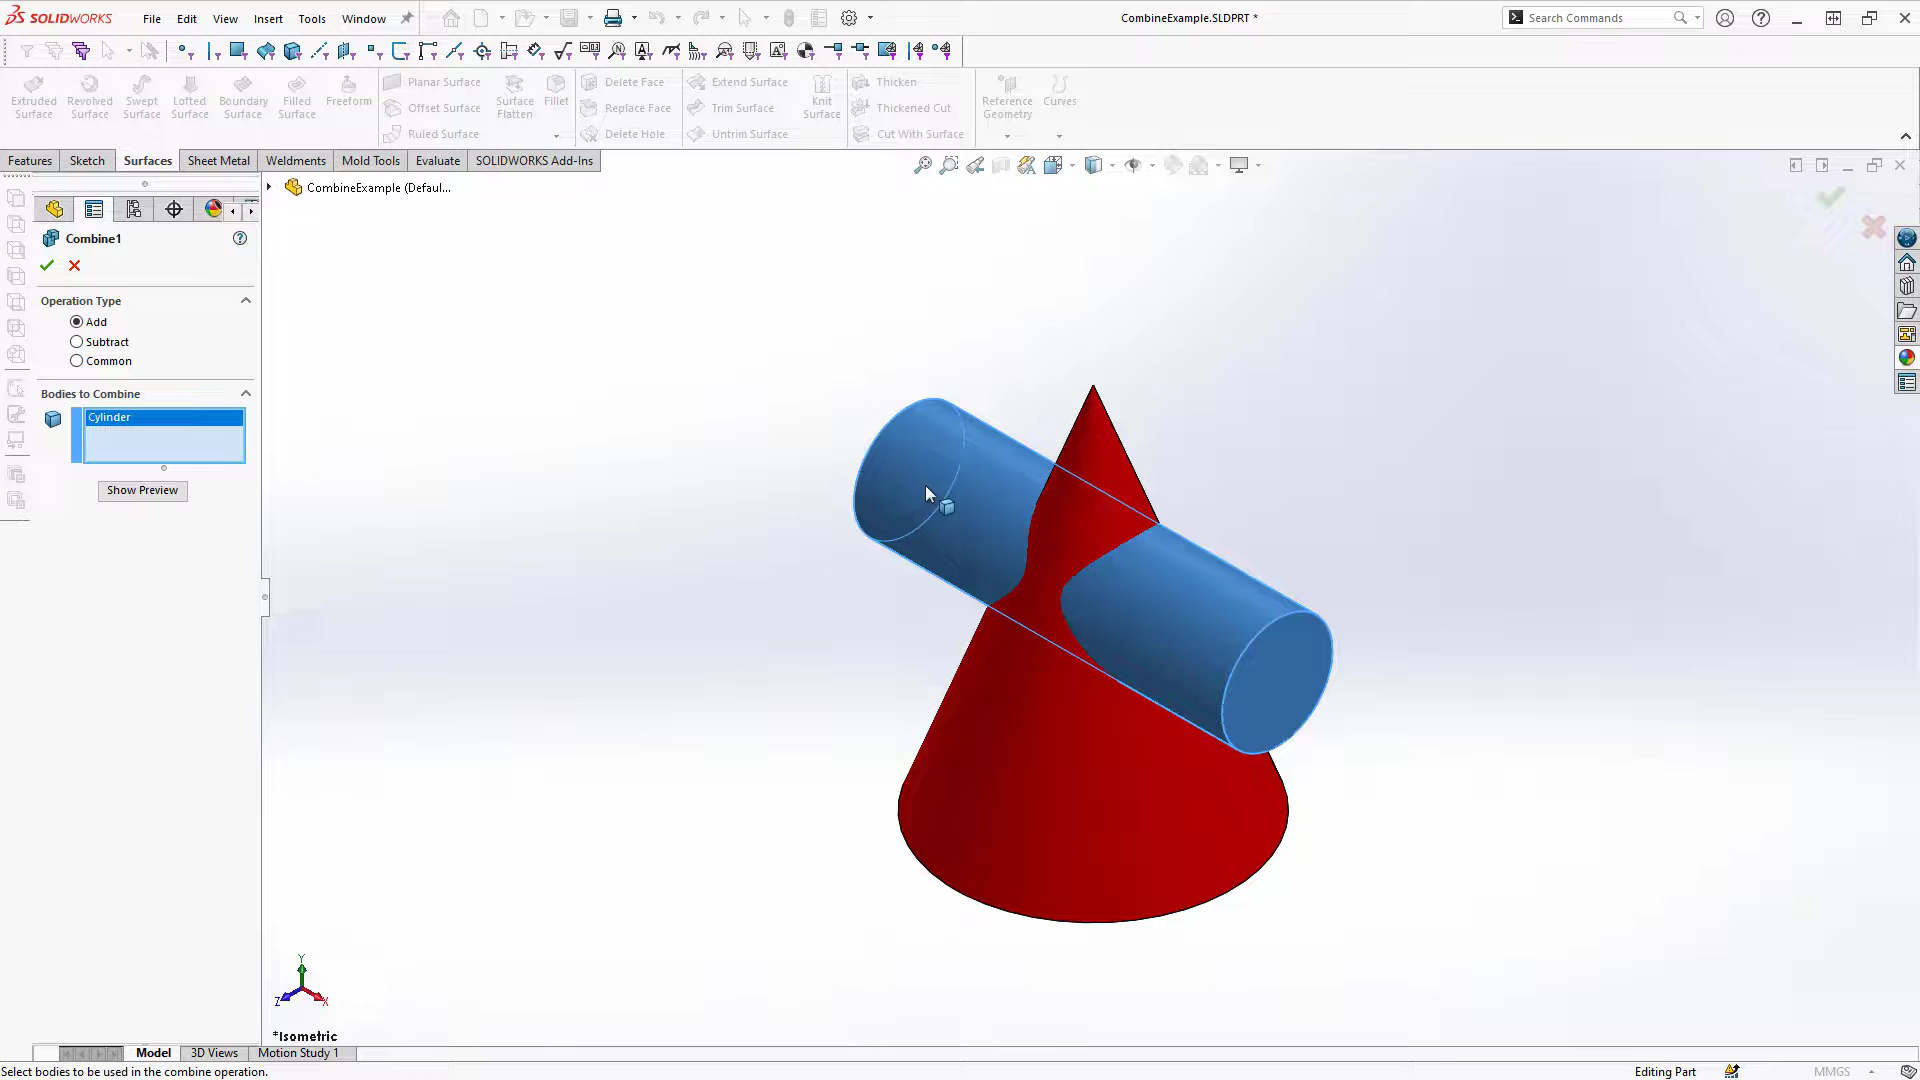 SOLIDWORKS File Edit View Insert Tools Window CombineExample.SLDPRT * Search Commands
Extruded Surface
Revolved Surface
Swept Surface
Lofted Surface
Boundary Surface
Filled Surface
Freeform
Planar Surface
Offset Surface
Ruled Surface
Surface Flatten
Fillet
Delete Face
Replace Face
Delete Hole
Extend Surface
Trim Surface
Untrim Surface
Knit Surface
Thicken
Thickened Cut
Cut With Surface
Reference Geometry
Curves
Features Sketch Surfaces Sheet Metal Weldments Mold Tools Evaluate SOLIDWORKS Add-Ins
CombineExample (Defaul...
Combine1
Operation Type
Add
Subtract
Common
Bodies to Combine
Cylinder
Show Preview
Y
Z X
*Isometric
Model 3D Views Motion Study 1
Select bodies to be used in the combine operation. Editing Part MMGS